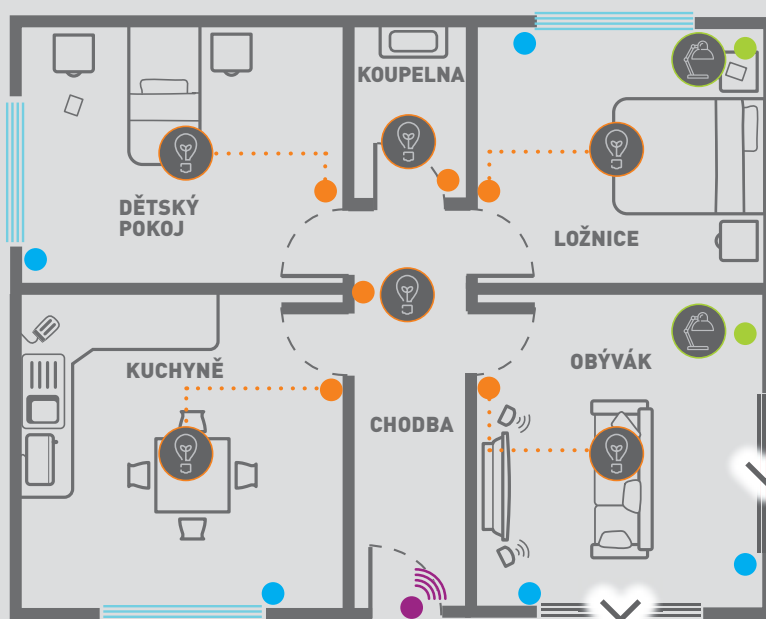 KOUPELNA
DĚTSKÝ
POKOJ
LOŽNICE
KUCHYNĚ
OBÝVÁK
CHODBA